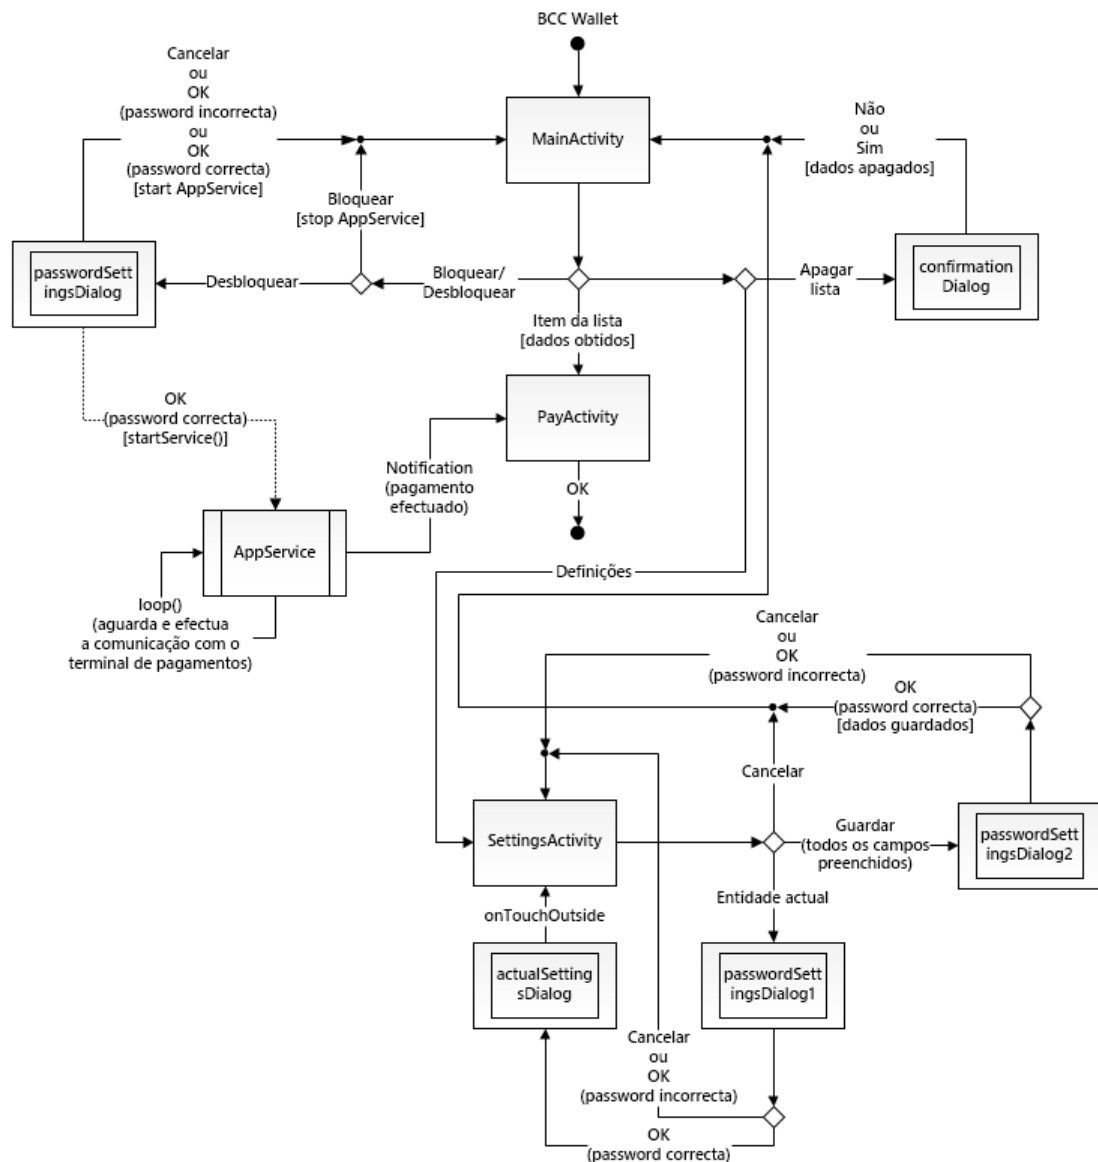 BCC Wallet
Cancelar
ou
OK
(password incorrecta)
ou
OK
(password correcta)
[start AppService]
MainActivity
Não
ou
Sim
[dados apagados]
Bloquear
[stop AppService]
passwordSett
ingsDialog
Desbloquear
Bloquear/
Desbloquear
Apagar
lista
confirmation
Dialog
Item da lista
[dados obtidos]
OK
(password correcta)
[startService()]
PayActivity
Notification
(pagamento
efectuado)
OK
AppService
Definições
loop()
(aguarda e efectua
a comunicação com o
terminal de pagamentos)
Cancelar
ou
OK
(password incorrecta)
OK
(password correcta)
[dados guardados]
Cancelar
SettingsActivity
Guardar
(todos os campos
preenchidos)
passwordSett
ingsDialog2
Entidade actual
onTouchOutside
actualSetting
sDialog
passwordSett
ingsDialog1
Cancelar
ou
OK
(password incorrecta)
OK
(password correcta)